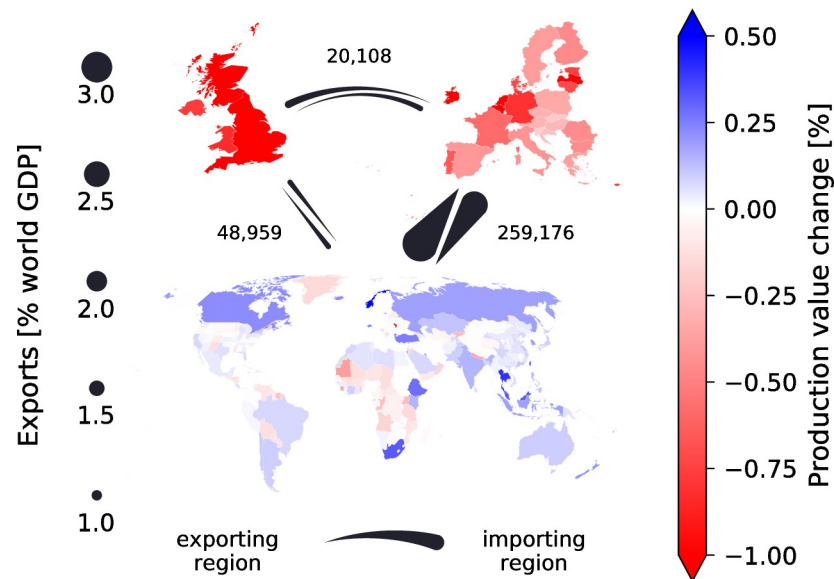 20,108
3.0
2.5
2.0
1.5
1.0
Exports [% world GDP]
48,959
259,176
exporting
region
importing
region
0.50
0.25
0.00
−0.25
−0.50
−0.75
−1.00
Production value change [%]